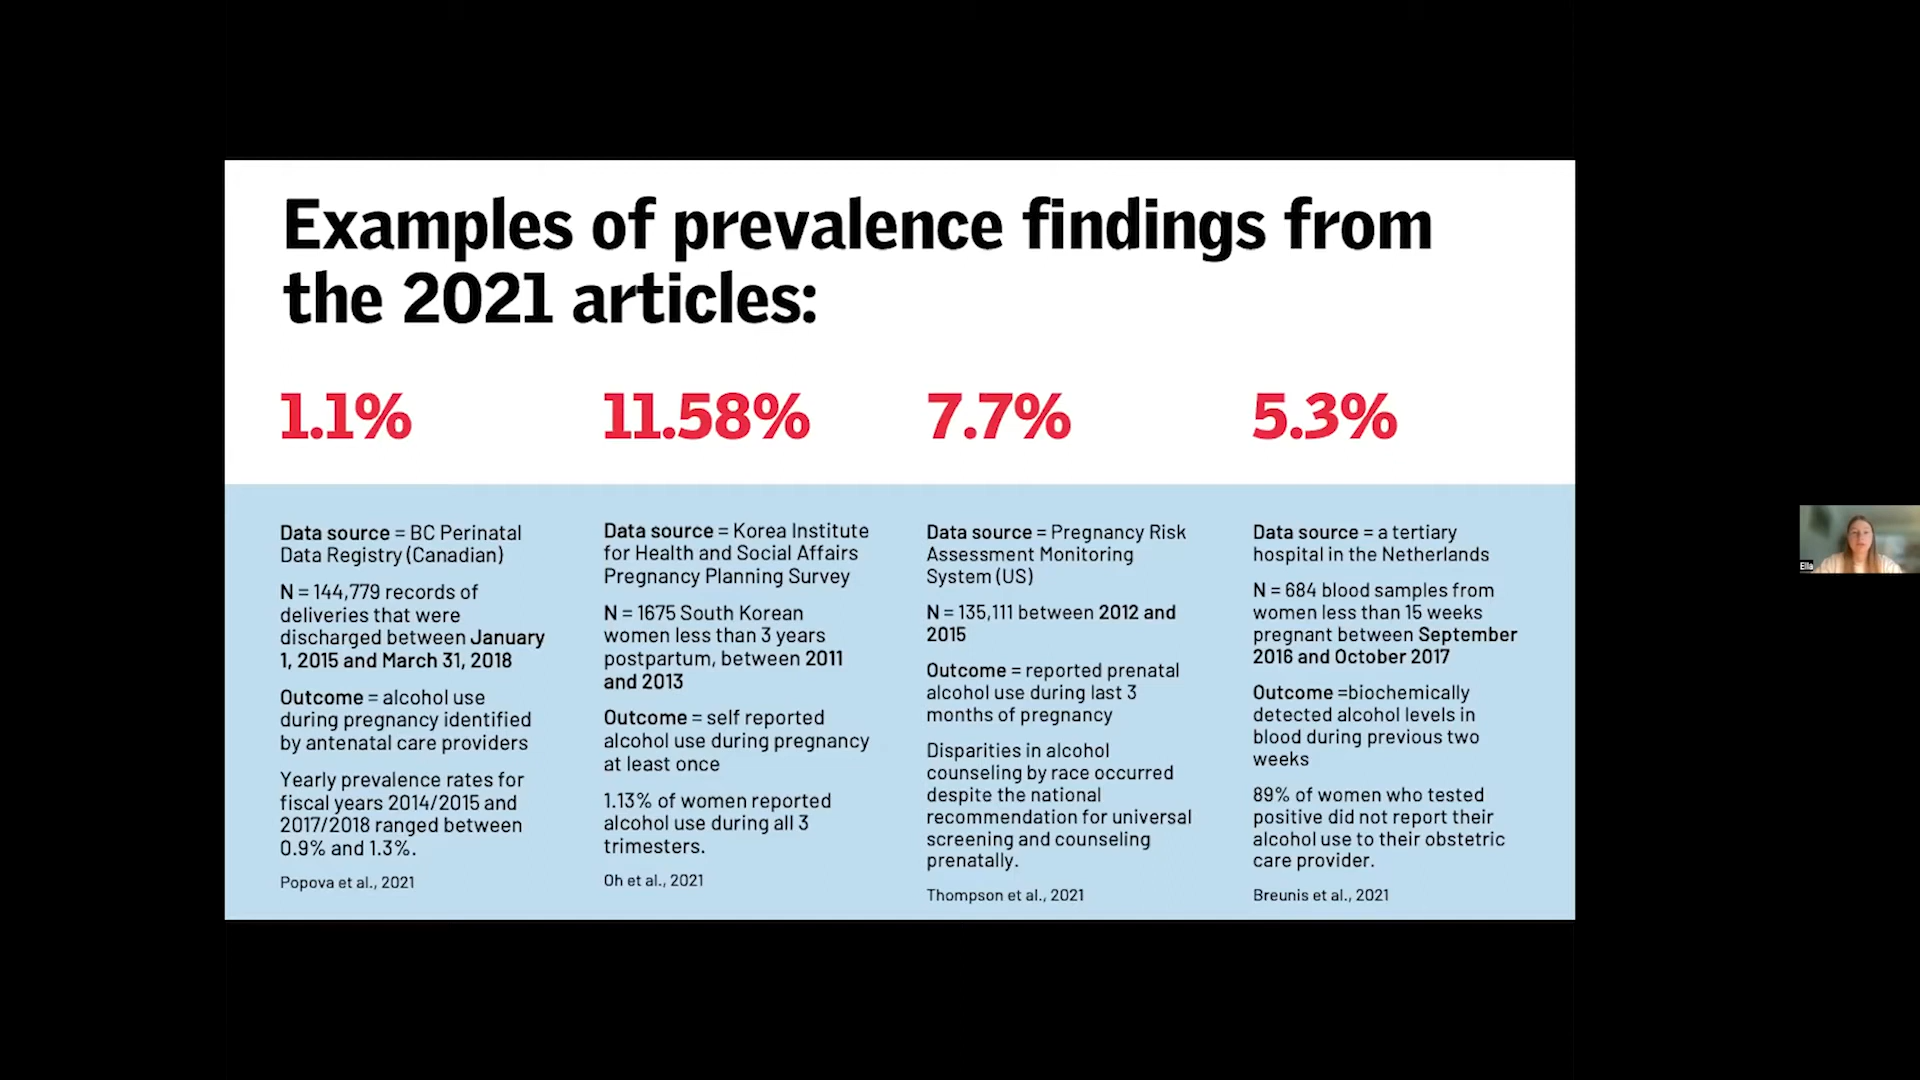 Examples of prevalence findings from
the 2021 articles:
1.1%
Data source = BC Perinatal
Data Registry (Canadian)
N = 144,779 records of
deliveries that were
discharged between January
1, 2015 and March 31, 2018
Outcome = alcohol use
during pregnancy identified
by antenatal care providers
Yearly prevalence rates for
fiscal years 2014/2015 and
2017/2018 ranged between
0.9% and 1.3%.
Popova et al., 2021
11.58%
Data source = Korea Institute
for Health and Social Affairs
Pregnancy Planning Survey
N = 1675 South Korean
women less than 3 years
postpartum, between 2011
and 2013
Outcome = self reported
alcohol use during pregnancy
at least once
1.13% of women reported
alcohol use during all 3
trimesters.
Oh et al., 2021
7.7%
Data source = Pregnancy Risk
Assessment Monitoring
System (US)
N = 135,111 between 2012 and
2015
Outcome = reported prenatal
alcohol use during last 3
months of pregnancy
Disparities in alcohol
counseling by race occurred
despite the national
recommendation for universal
screening and counseling
prenatally.
Thompson et al., 2021
5.3%
Data source = a tertiary
hospital in the Netherlands
N = 684 blood samples from
women less than 15 weeks
pregnant between September
2016 and October 2017
Outcome =biochemically
detected alcohol levels in
blood during previous two
weeks
89% of women who tested
positive did not report their
alcohol use to their obstetric
care provider.
Breunis et al., 2021
Ella